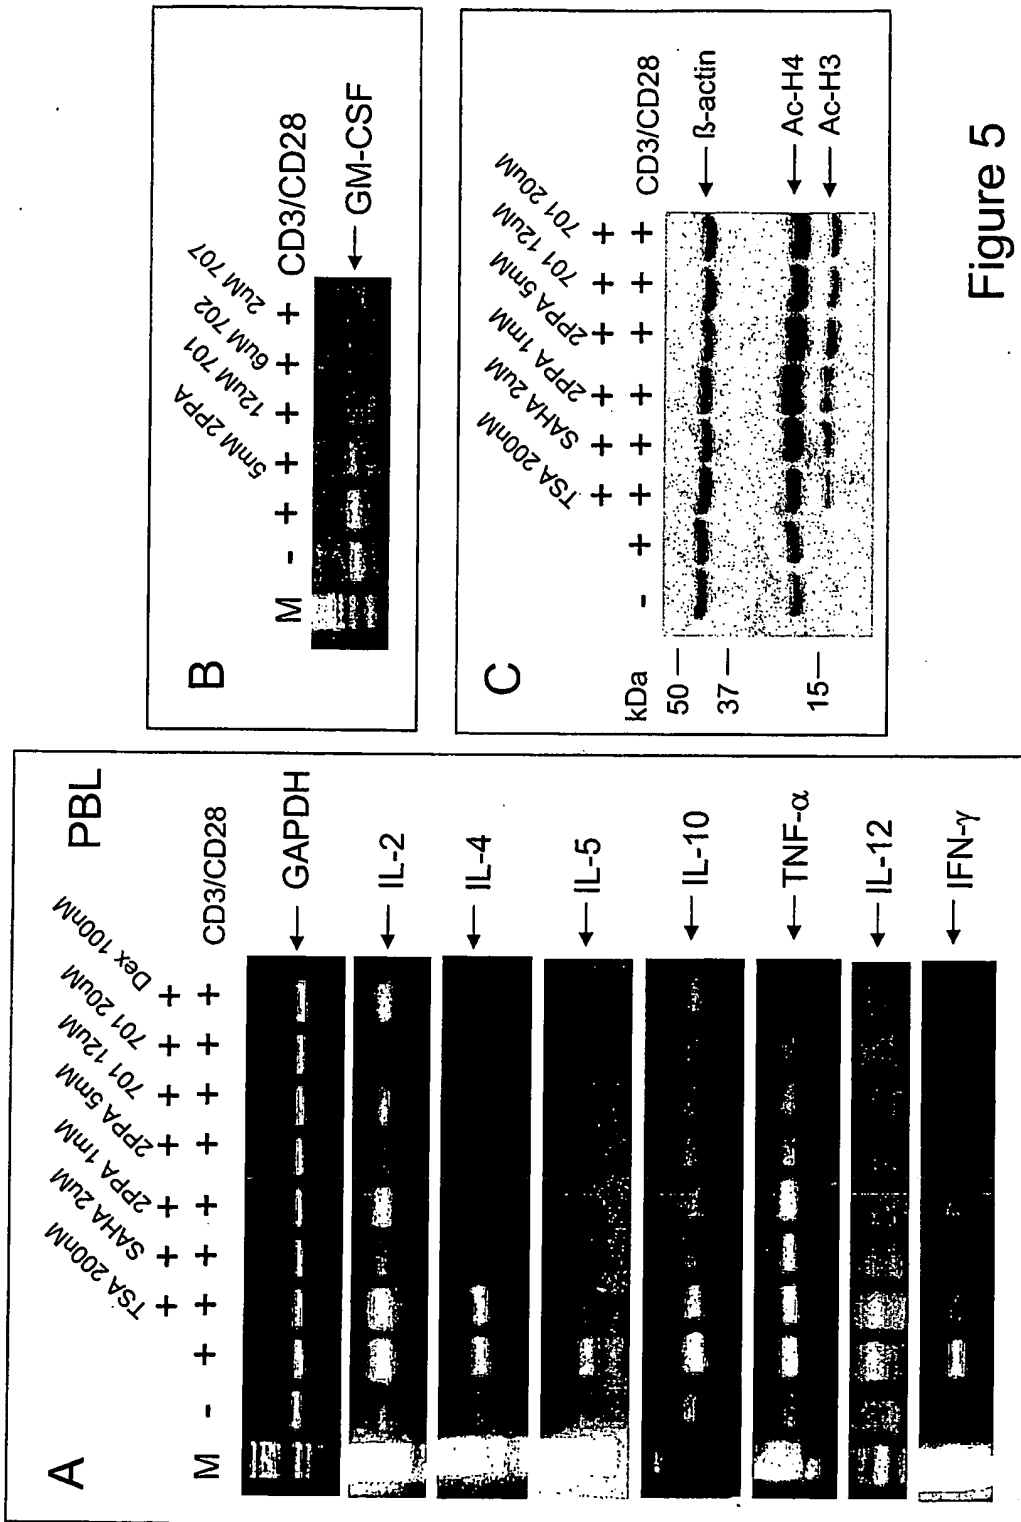 A
PBL
TSA 200nM
SAHA 2uM
2PPA 1mM
2PPA 5mM
701 12uM
701 20uM
Dex 100nM
+ + + + + + +
M - + + + + + + + + CD3/CD28
GAPDH
IL-2
IL-4
IL-5
IL-10
TNF-α
IL-12
IFN-γ
B
5mM 2PPA
12uM 701
6uM 702
2uM 707
M - + + + + + CD3/CD28
GM-CSF
C
TSA 200nM
SAHA 2uM
2PPA 1mM
2PPA 5mM
701 12uM
701 20uM
+ + + + + +
kDa - + + + + + + + CD3/CD28
50
37
15
ß-actin
Ac-H4
Ac-H3
Figure 5